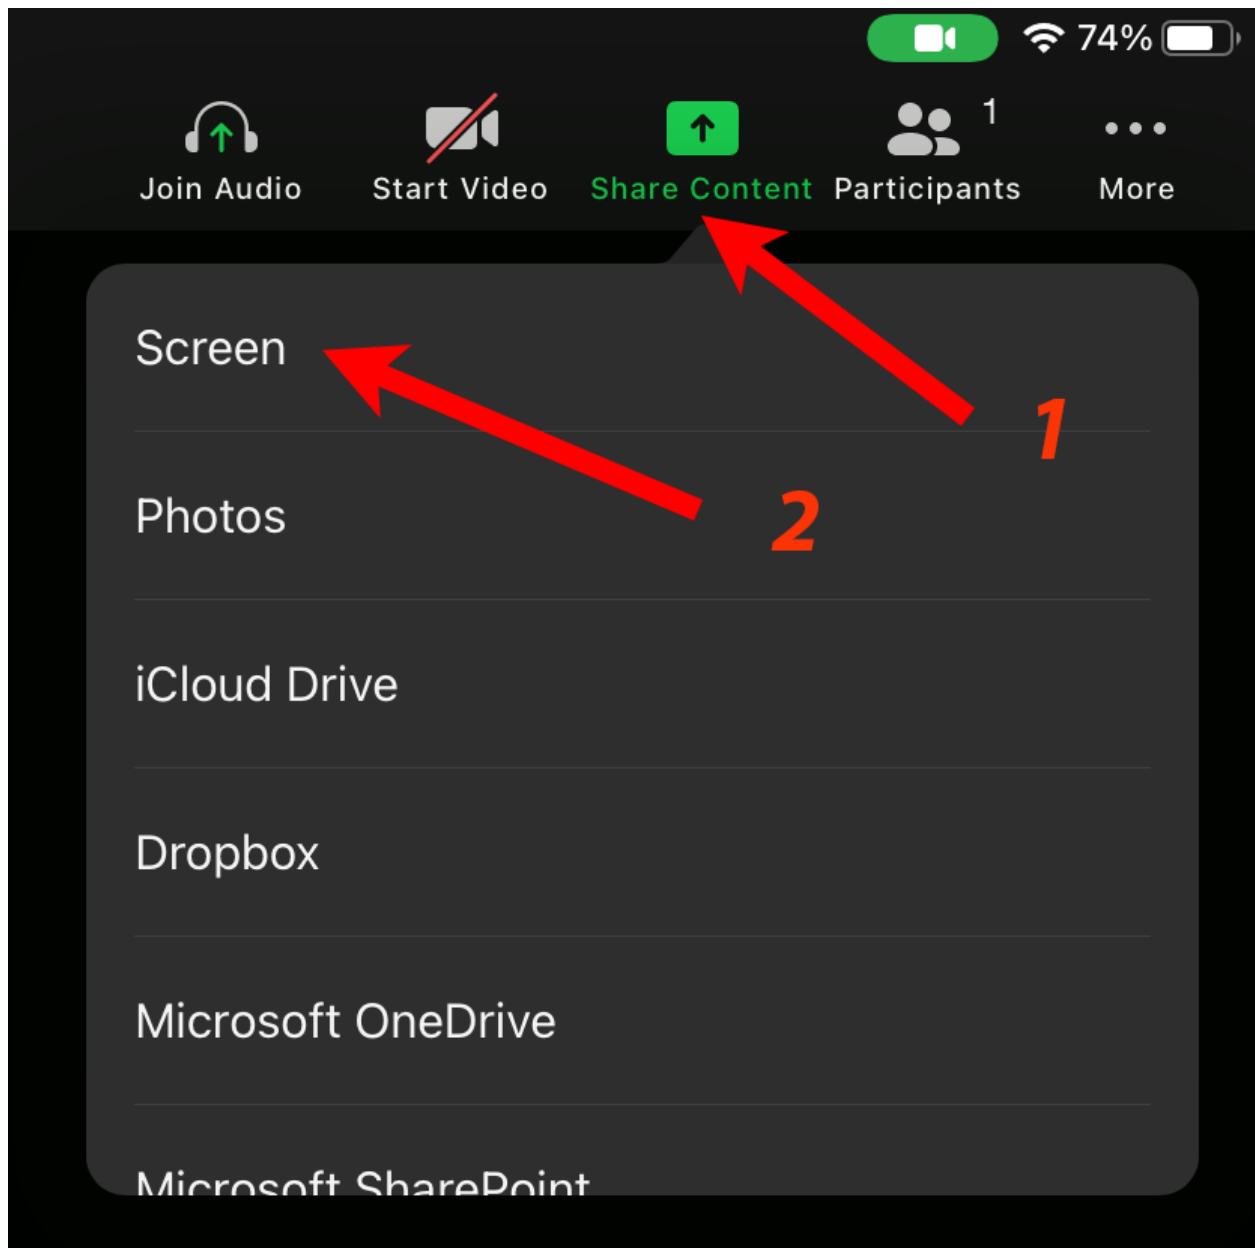 74%
1
Join Audio Start Video Share Content Participants More
Screen
1
Photos
2
iCloud Drive
Dropbox
Microsoft OneDrive
Microsoft SharePoint